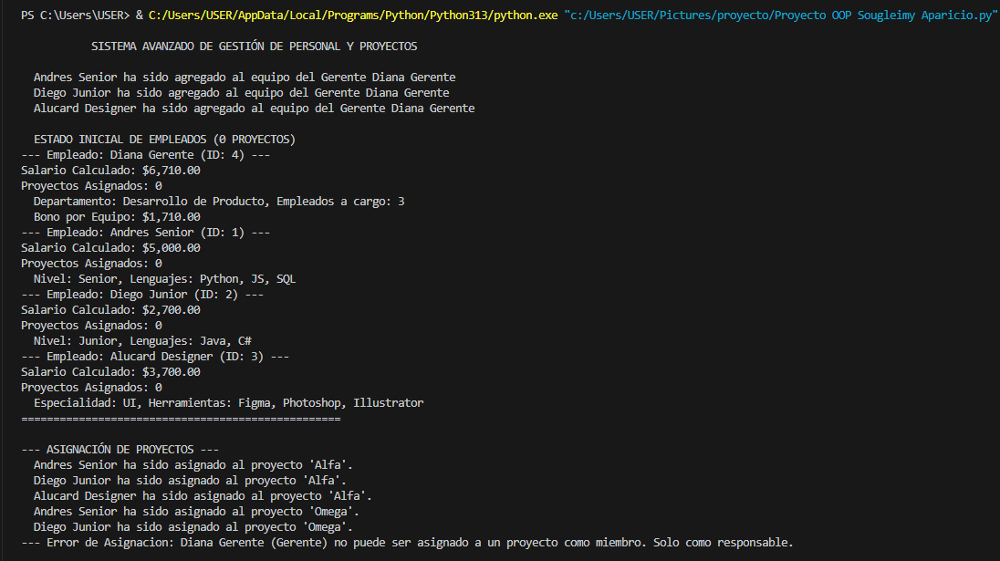 PS C:\Users\USER> & C:/Users/USER/AppData/Local/Programs/Python/Python313/python.exe "c:/Users/USER/Pictures/proyecto/Proyecto OOP Sougleimy Aparicio.py"
SISTEMA AVANZADO DE GESTIÓN DE PERSONAL Y PROYECTOS
Andres Senior ha sido agregado al equipo del Gerente Diana Gerente
Diego Junior ha sido agregado al equipo del Gerente Diana Gerente
Alucard Designer ha sido agregado al equipo del Gerente Diana Gerente
ESTADO INICIAL DE EMPLEADOS (0 PROYECTOS)
--- Empleado: Diana Gerente (ID: 4) ---
Salario Calculado: $6,710.00
Proyectos Asignados: 0
Departamento: Desarrollo de Producto, Empleados a cargo: 3
Bono por Equipo: $1,710.00
--- Empleado: Andres Senior (ID: 1) ---
Salario Calculado: $5,000.00
Proyectos Asignados: 0
Nivel: Senior, Lenguajes: Python, JS, SQL
--- Empleado: Diego Junior (ID: 2) ---
Salario Calculado: $2,700.00
Proyectos Asignados: 0
Nivel: Junior, Lenguajes: Java, C#
--- Empleado: Alucard Designer (ID: 3) ---
Salario Calculado: $3,700.00
Proyectos Asignados: 0
Especialidad: UI, Herramientas: Figma, Photoshop, Illustrator
==================================================
--- ASIGNACIÓN DE PROYECTOS ---
Andres Senior ha sido asignado al proyecto 'Alfa'.
Diego Junior ha sido asignado al proyecto 'Alfa'.
Alucard Designer ha sido asignado al proyecto 'Alfa'.
Andres Senior ha sido asignado al proyecto 'Omega'.
Diego Junior ha sido asignado al proyecto 'Omega'.
--- Error de Asignacion: Diana Gerente (Gerente) no puede ser asignado a un proyecto como miembro. Solo como responsable.